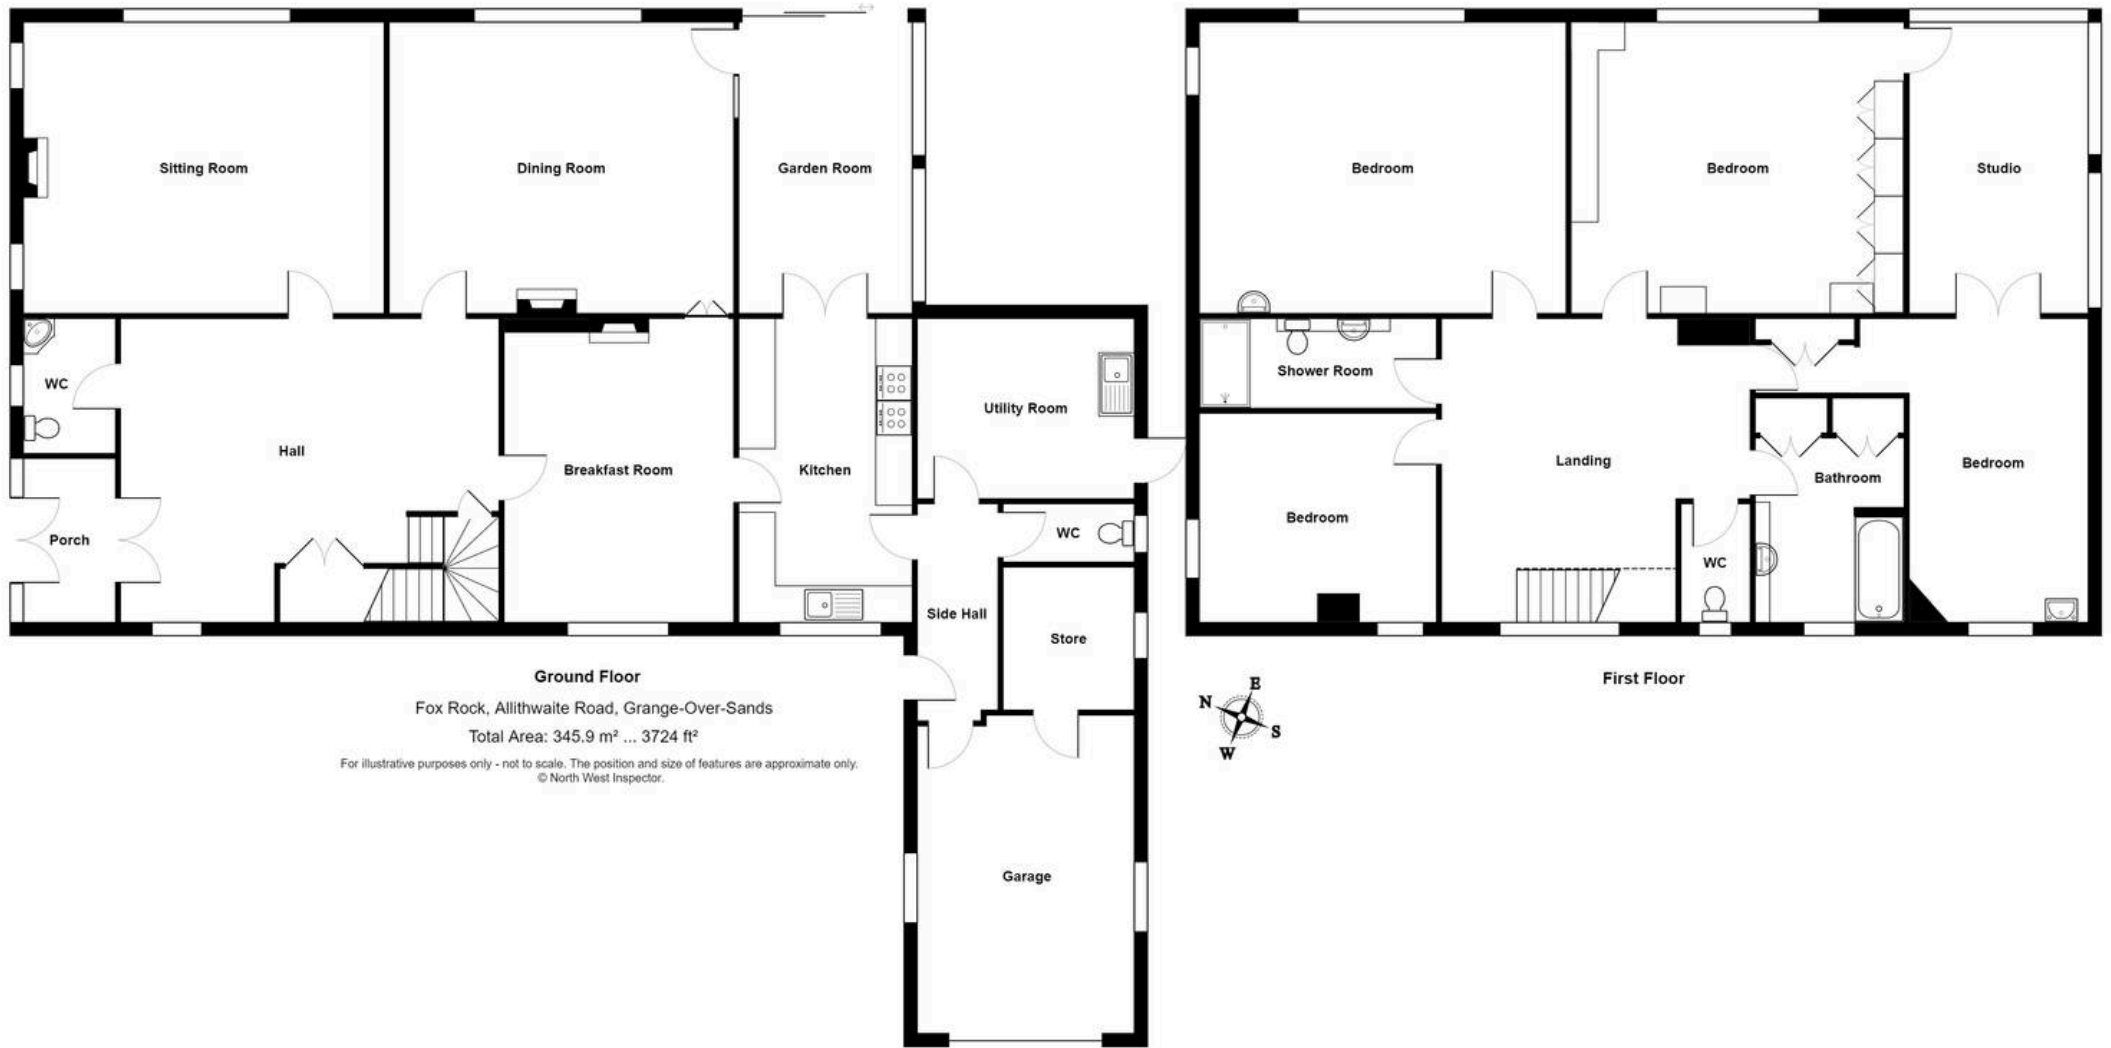 Sitting Room
Dining Room
Garden Room
WC
Hall
Porch
Breakfast Room
Kitchen
Utility Room
WC
Side Hall
Store
Garage
Ground Floor
Fox Rock, Allithwaite Road, Grange-Over-Sands
Total Area: 345.9 m² ... 3724 ft²
For illustrative purposes only - not to scale. The position and size of features are approximate only.
© North West Inspector.
Bedroom
Bedroom
Studio
Shower Room
Bedroom
Landing
Bathroom
Bedroom
WC
First Floor
E
N
S
W